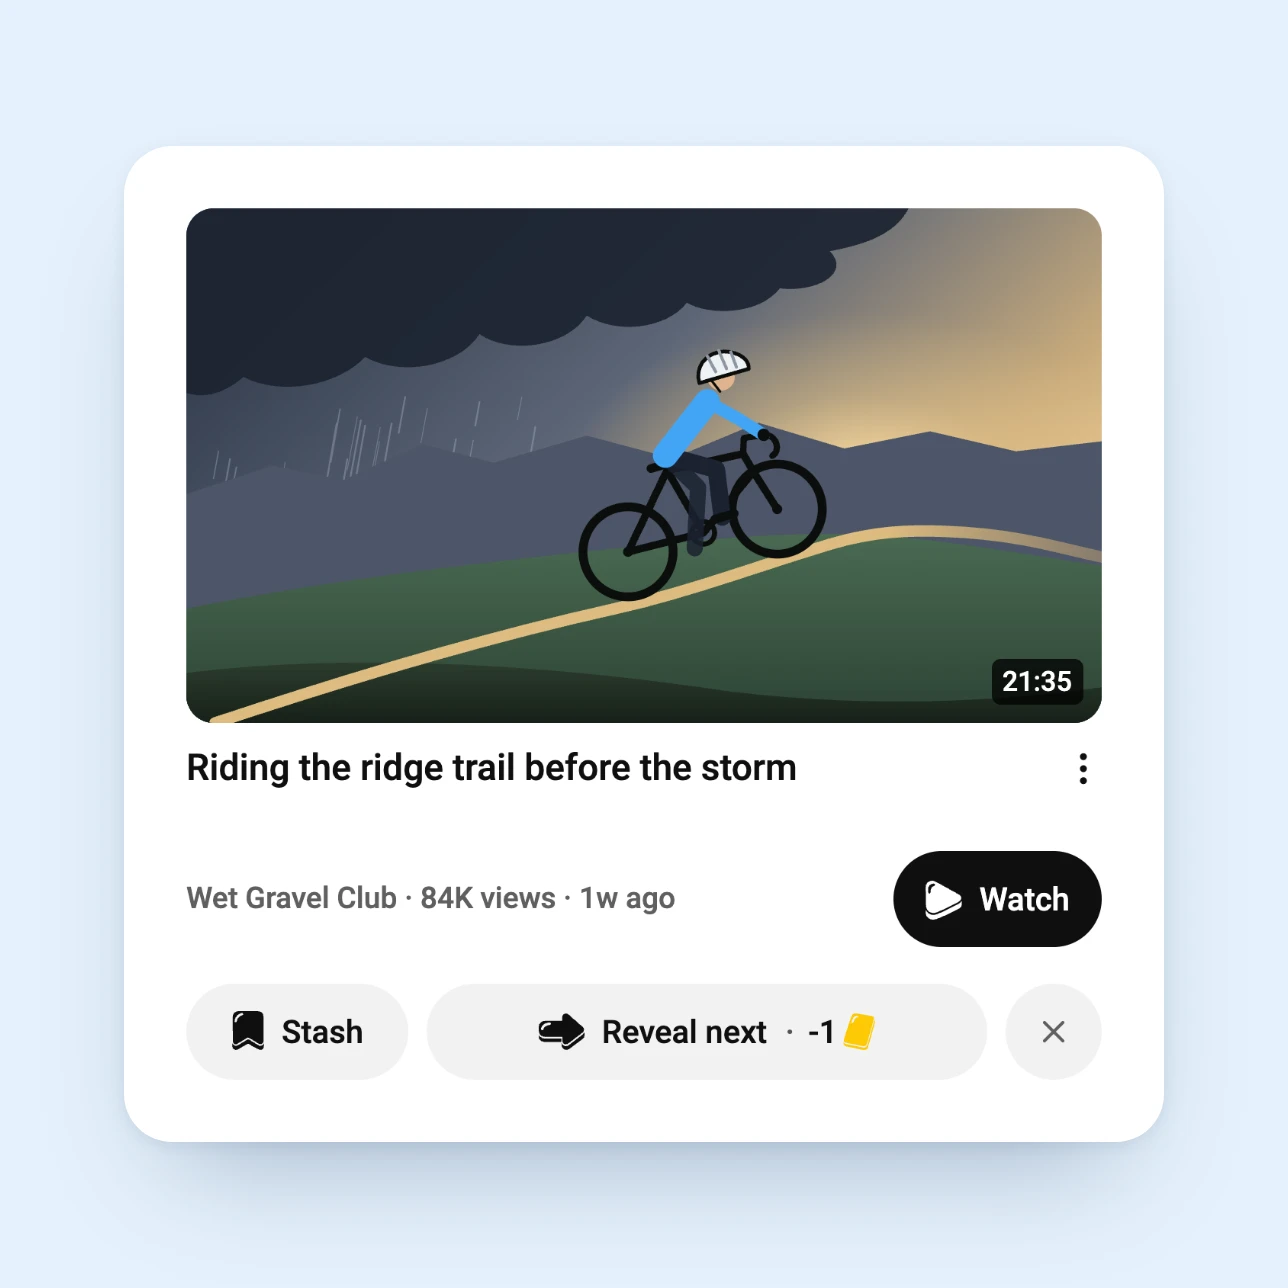 21:35
Riding the ridge trail before the storm
Wet Gravel Club · 84K views · 1w ago
Watch
Stash
Reveal next · -1